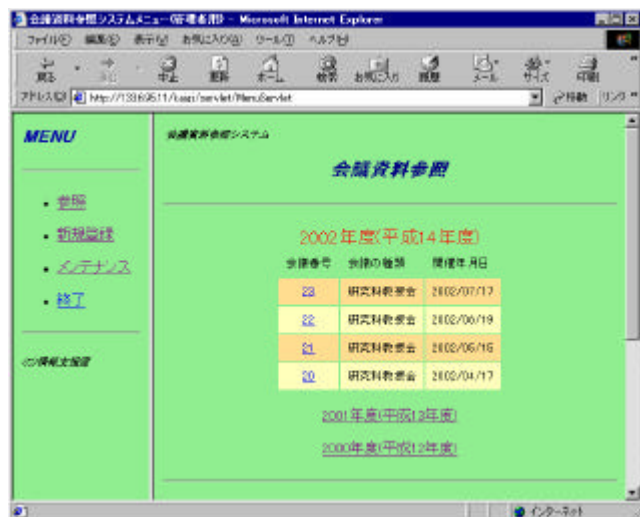 会議資料参照システムメニュー(管理者用) - Microsoft Internet Explorer
ファイル(F) 編集(E) 表示(V) お気に入り(A) ツール(T) ヘルプ(H)
戻る 進む 中止 更新 ホーム 検索 お気に入り 履歴 メール サイズ 印刷
アドレス(D) /kaigi/servlet/MenuServlet 移動 リンク
MENU
参照
新規登録
メンテナンス
終了
会議資料参照システム
会議資料参照
2002年度(平成14年度)
会議番号 会議の種類 開催年月日
23 研究科教授会 2002/07/17
22 研究科教授会 2002/06/19
21 研究科教授会 2002/05/15
20 研究科教授会 2002/04/17
2001年度(平成13年度)
2000年度(平成12年度)
インターネット